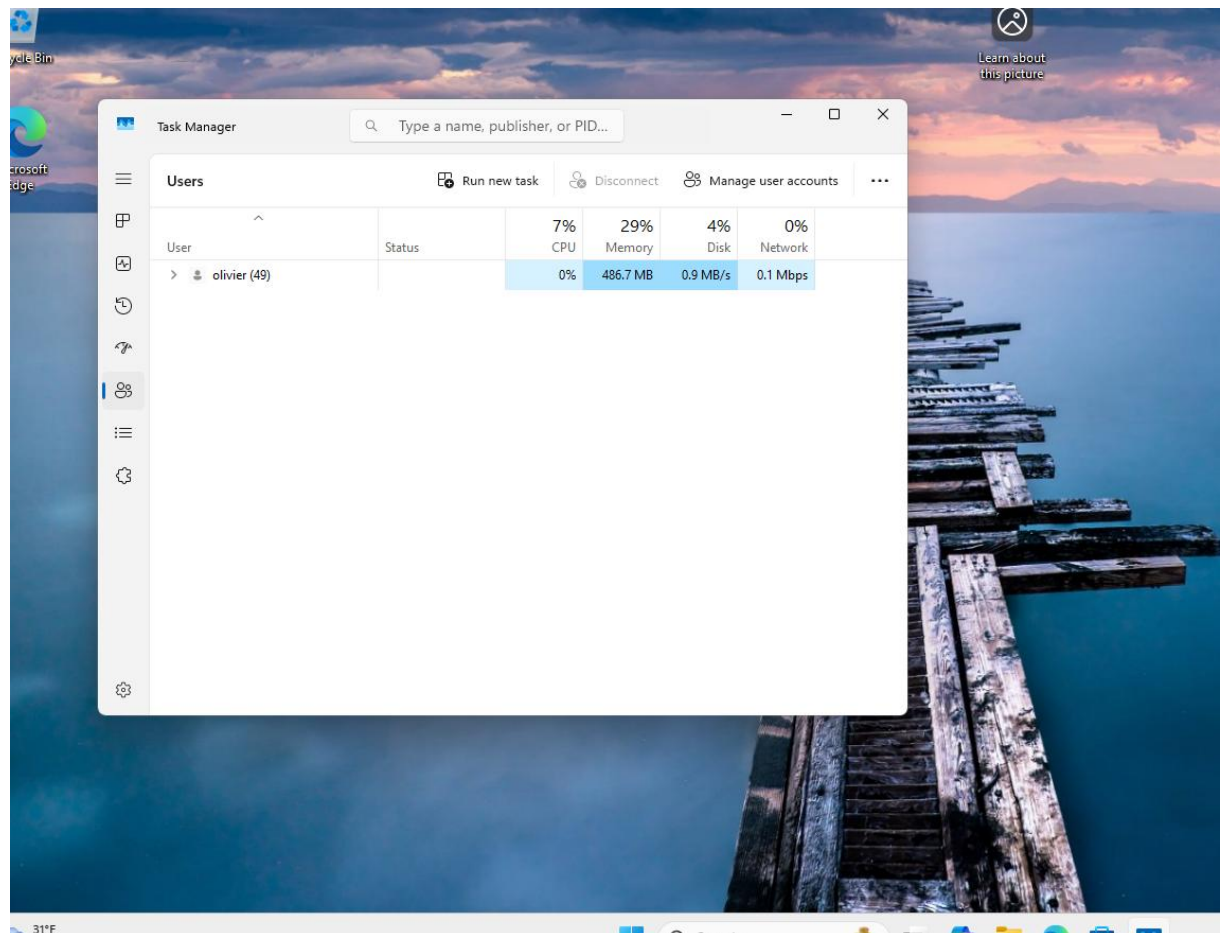 ycle Bin
Learn about
this picture
crosoft
Edge
Task Manager
Type a name, publisher, or PID...
Users
Run new task
Disconnect
Manage user accounts
7% 29% 4% 0%
User Status CPU Memory Disk Network
olivier (49) 0% 486.7 MB 0.9 MB/s 0.1 Mbps
31°F